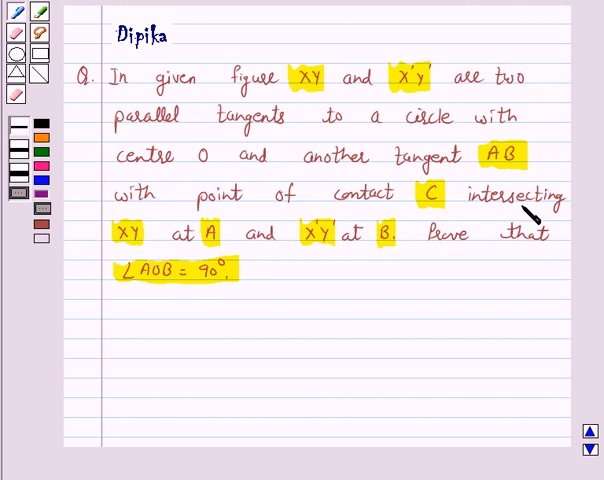 Dipika
Q. In given figure XY and X'Y' are two
parallel tangents to a circle with
centre O and another tangent AB
with point of contact C intersecting
XY at A and X'Y' at B. Prove that
∠AOB = 90°.